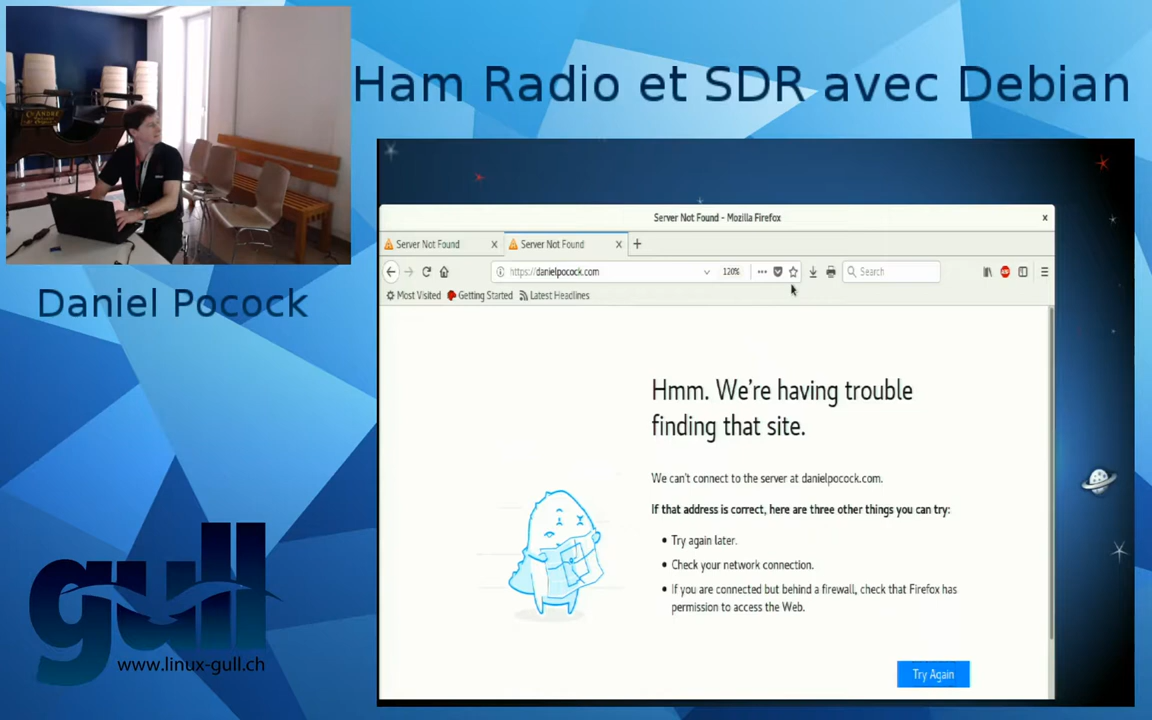 Ham Radio et SDR avec Debian
Server Not Found - Mozilla Firefox
Server Not Found
Server Not Found
https://danielpocock.com
120%
Search
Most Visited
Getting Started
Latest Headlines
Daniel Pocock
Hmm. We're having trouble
finding that site.
We can't connect to the server at danielpocock.com.
If that address is correct, here are three other things you can try:
Try again later.
Check your network connection.
If you are connected but behind a firewall, check that Firefox has
permission to access the Web.
Try Again
gull
www.linux-gull.ch